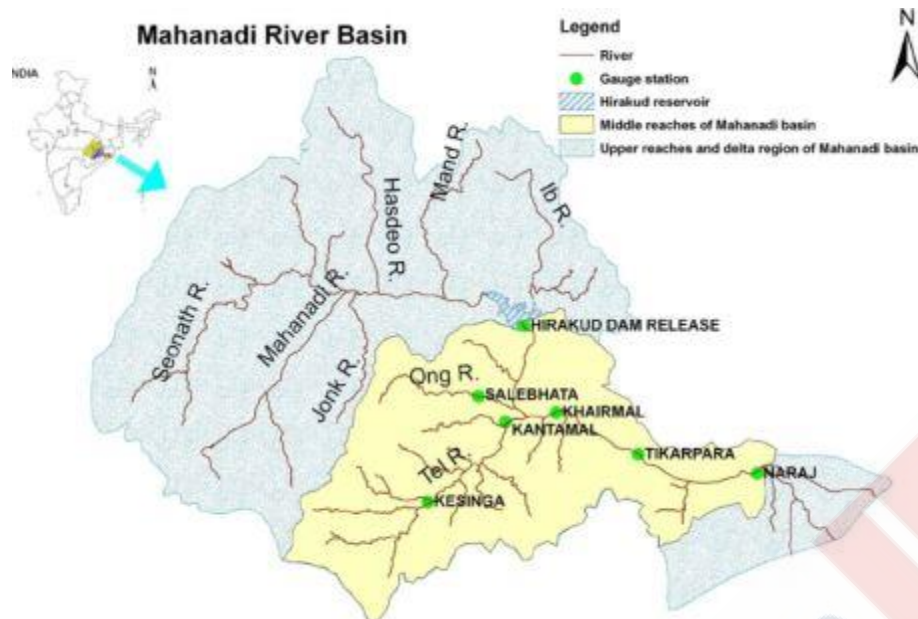 Mahanadi River Basin
NDIA
N
N
Legend
River
Gauge station
Hirakud reservoir
Middle reaches of Mahanadi basin
Upper reaches and delta region of Mahanadi basin
Seonath R.
Mahanadi R.
Hasdeo R.
Mand R.
Ib R.
Jonk R.
HIRAKUD DAM RELEASE
Ong R.
SALEBHATA
KHAIRMAL
KANTAMAL
TIKARPARA
Tel R.
NARAJ
KESINGA